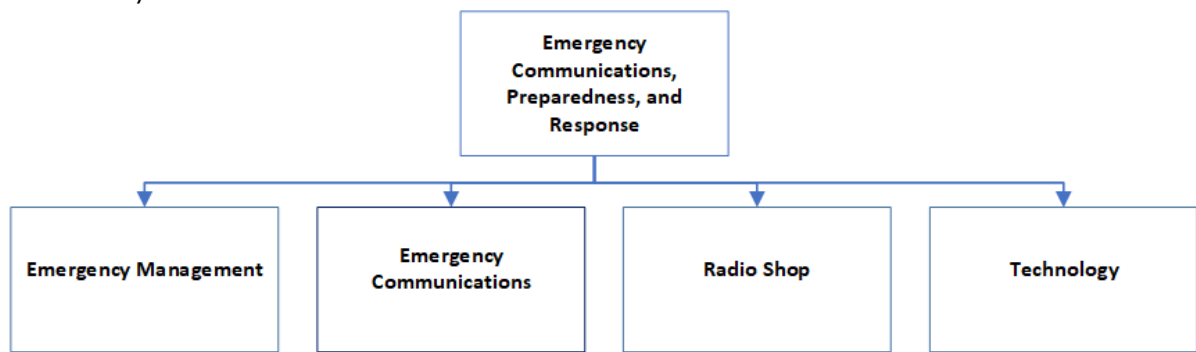 Emergency
Communications,
Preparedness, and
Response
Emergency Management
Emergency
Communications
Radio Shop
Technology